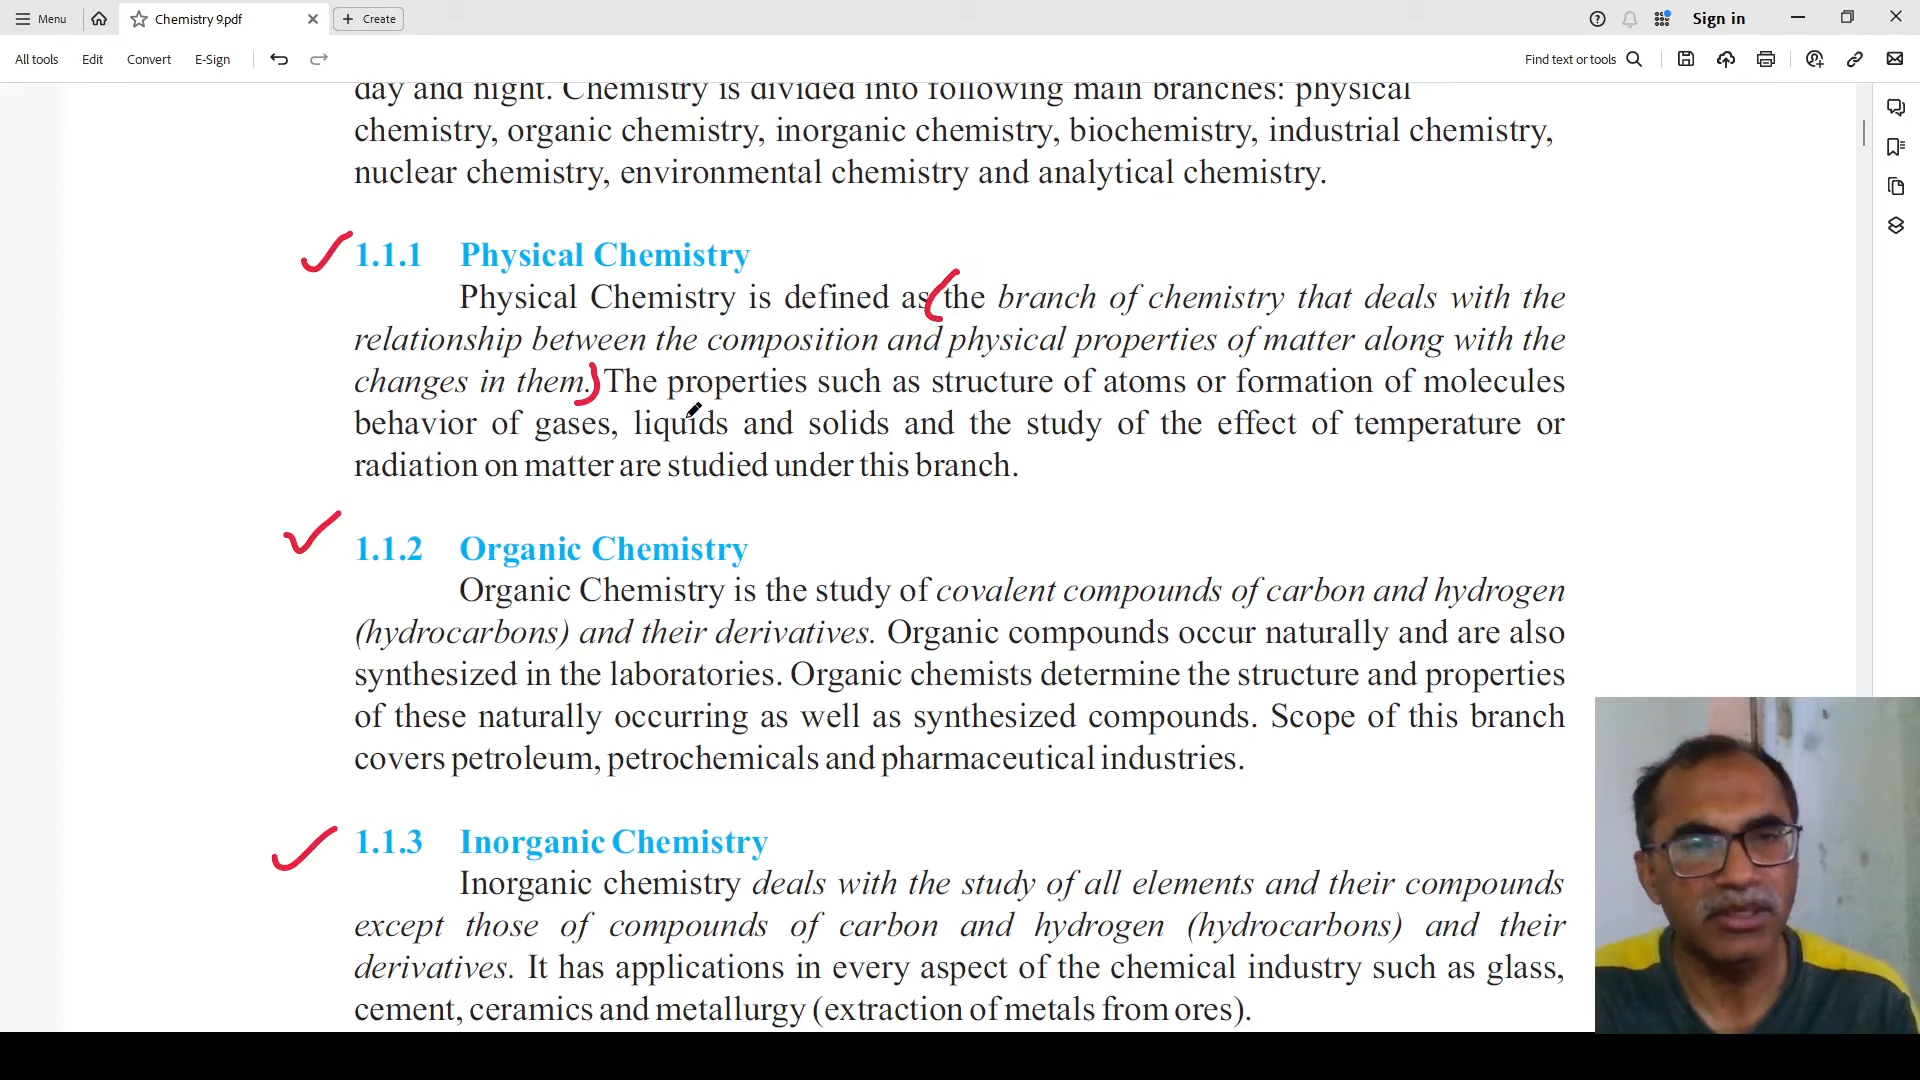 Menu
Chemistry 9.pdf
Create
Sign in
All tools
Edit
Convert
E-Sign
Find text or tools
day and night. Chemistry is divided into following main branches: physical
chemistry, organic chemistry, inorganic chemistry, biochemistry, industrial chemistry,
nuclear chemistry, environmental chemistry and analytical chemistry.
1.1.1 Physical Chemistry
Physical Chemistry is defined as the branch of chemistry that deals with the
relationship between the composition and physical properties of matter along with the
changes in them. The properties such as structure of atoms or formation of molecules
behavior of gases, liquids and solids and the study of the effect of temperature or
radiation on matter are studied under this branch.
1.1.2 Organic Chemistry
Organic Chemistry is the study of covalent compounds of carbon and hydrogen
(hydrocarbons) and their derivatives. Organic compounds occur naturally and are also
synthesized in the laboratories. Organic chemists determine the structure and properties
of these naturally occurring as well as synthesized compounds. Scope of this branch
covers petroleum, petrochemicals and pharmaceutical industries.
1.1.3 Inorganic Chemistry
Inorganic chemistry deals with the study of all elements and their compounds
except those of compounds of carbon and hydrogen (hydrocarbons) and their
derivatives. It has applications in every aspect of the chemical industry such as glass,
cement, ceramics and metallurgy (extraction of metals from ores).